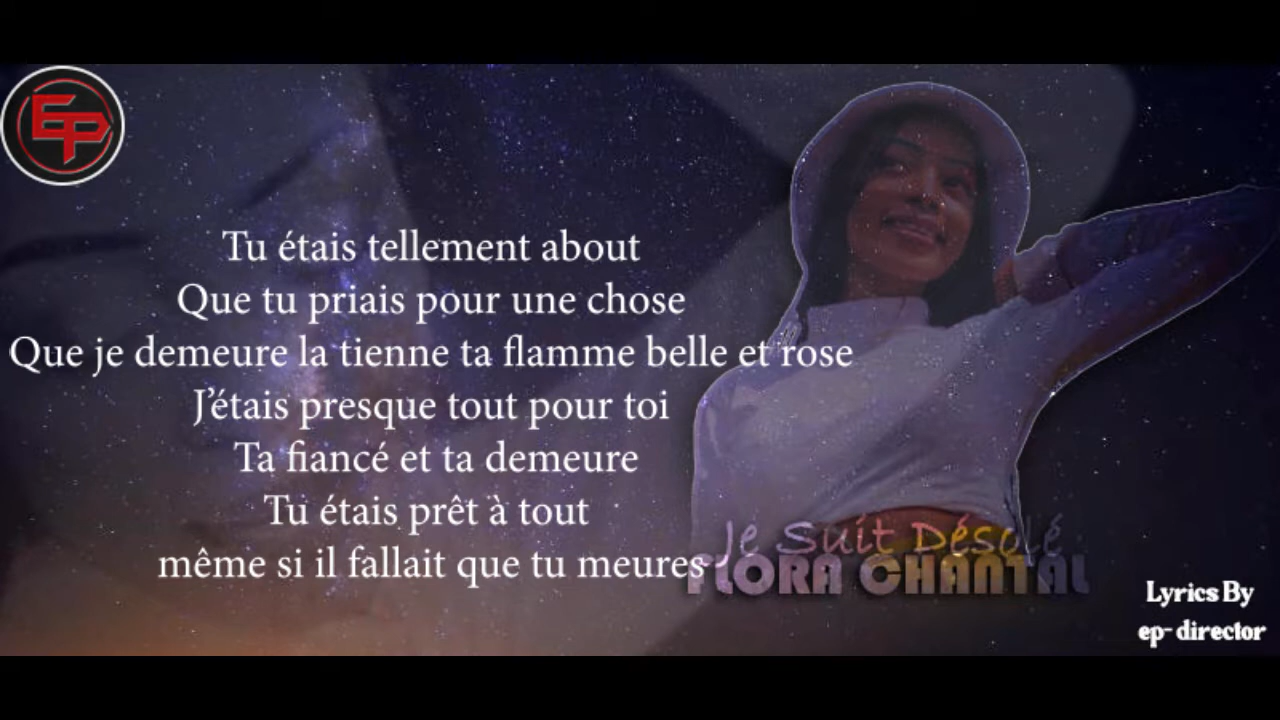 EP
Tu étais tellement about
Que tu priais pour une chose
Que je demeure la tienne ta flamme belle et rose
J'étais presque tout pour toi
Ta fiancé et ta demeure
Tu étais prêt à tout
même si il fallait que tu meures
Je Suit Désolé
FLORA CHANTAL
Lyrics By
ep-director